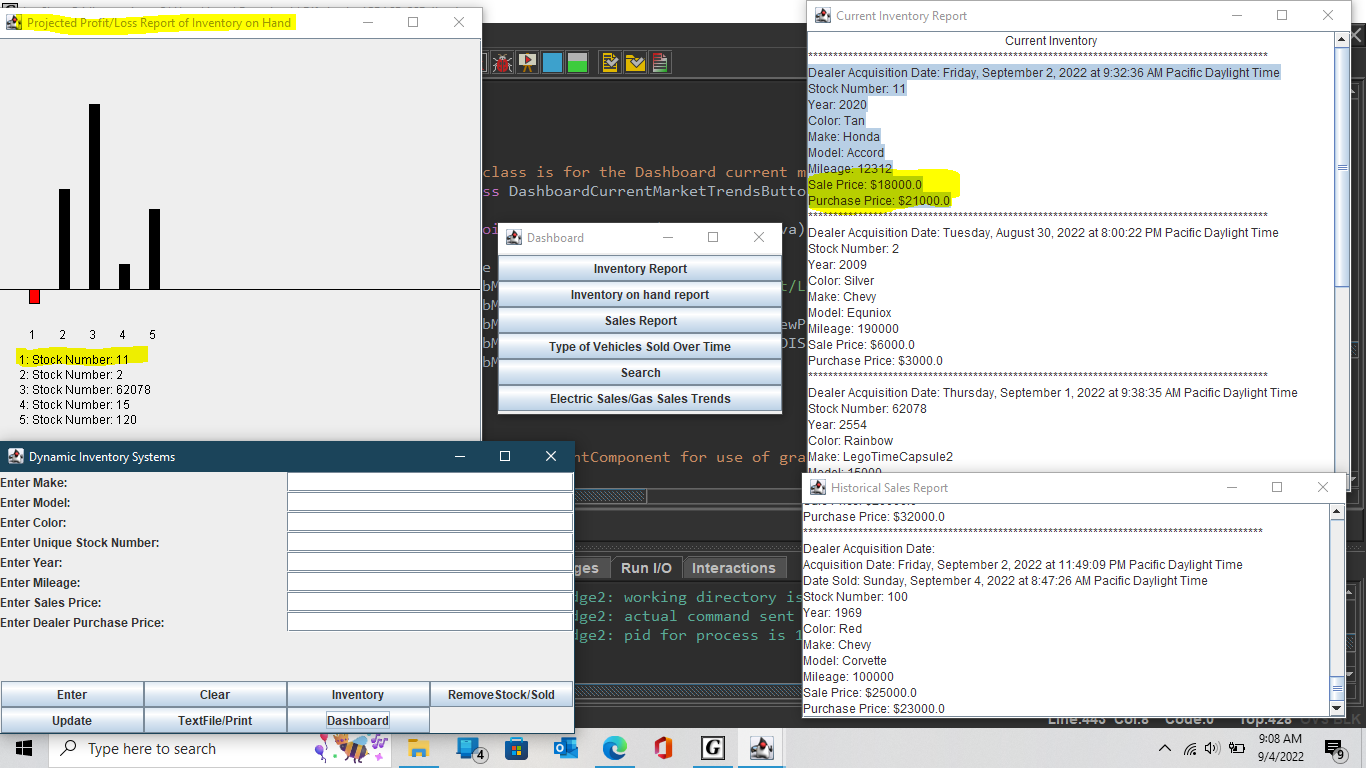 Projected Profit/Loss Report of Inventory on Hand
1
2
3
4
5
1: Stock Number: 11
2: Stock Number: 2
3: Stock Number: 62078
4: Stock Number: 15
5: Stock Number: 120
class is for the Dashboard current m
ss DashboardCurrentMarketTrendsButto
Dashboard
Inventory Report
Inventory on hand report
Sales Report
Type of Vehicles Sold Over Time
Search
Electric Sales/Gas Sales Trends
ntComponent for use of gra
Current Inventory Report
Current Inventory
Dealer Acquisition Date: Friday, September 2, 2022 at 9:32:36 AM Pacific Daylight Time
Stock Number: 11
Year: 2020
Color: Tan
Make: Honda
Model: Accord
Mileage: 12312
Sale Price: $18000.0
Purchase Price: $21000.0
Dealer Acquisition Date: Tuesday, August 30, 2022 at 8:00:22 PM Pacific Daylight Time
Stock Number: 2
Year: 2009
Color: Silver
Make: Chevy
Model: Equniox
Mileage: 190000
Sale Price: $6000.0
Purchase Price: $3000.0
Dealer Acquisition Date: Thursday, September 1, 2022 at 9:38:35 AM Pacific Daylight Time
Stock Number: 62078
Year: 2554
Color: Rainbow
Make: LegoTimeCapsule2
Model: 15000
Dynamic Inventory Systems
Enter Make:
Enter Model:
Enter Color:
Enter Unique Stock Number:
Enter Year:
Enter Mileage:
Enter Sales Price:
Enter Dealer Purchase Price:
Enter
Clear
Inventory
RemoveStock/Sold
Update
TextFile/Print
Dashboard
ges
Run I/O
Interactions
dge2: working directory is
dge2: actual command sent
dge2: pid for process is 1
Historical Sales Report
Purchase Price: $32000.0
Dealer Acquisition Date:
Acquisition Date: Friday, September 2, 2022 at 11:49:09 PM Pacific Daylight Time
Date Sold: Sunday, September 4, 2022 at 8:47:26 AM Pacific Daylight Time
Stock Number: 100
Year: 1969
Color: Red
Make: Chevy
Model: Corvette
Mileage: 100000
Sale Price: $25000.0
Purchase Price: $23000.0
Line:443 Col:8 Code:0 Top:428 OVS BLK
Type here to search
4
G
9:08 AM
9/4/2022
9